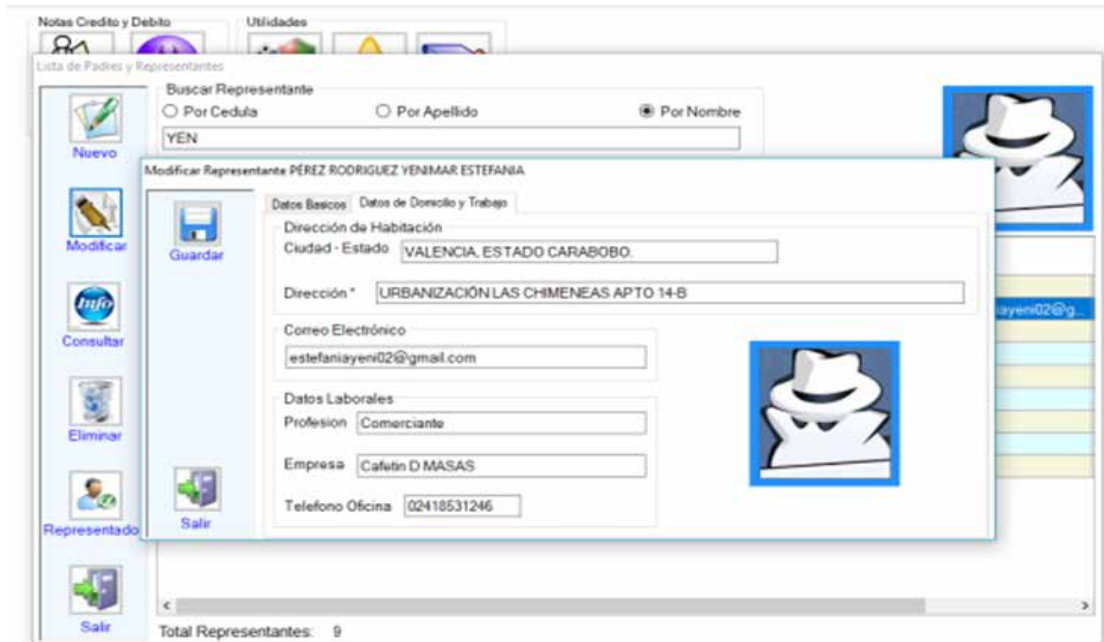 Notas Credito y Debito
Utilidades
Lista de Padres y Representantes
Buscar Representante
Por Cedula
Por Apellido
Por Nombre
YEN
Nuevo
Modificar
Info
Consultar
Eliminar
Representado
Salir
Modificar Representante PÉREZ RODRIGUEZ YENIMAR ESTEFANIA
Guardar
Salir
Datos Basicos
Datos de Domicilio y Trabajo
Dirección de Habitación
Ciudad - Estado VALENCIA, ESTADO CARABOBO.
Dirección * URBANIZACIÓN LAS CHIMENEAS APTO 14-B
Correo Electrónico
estefaniayeni02@gmail.com
Datos Laborales
Profesion Comerciante
Empresa Cafetin D MASAS
Telefono Oficina 02418531246
iayeni02@g...
Total Representantes: 9